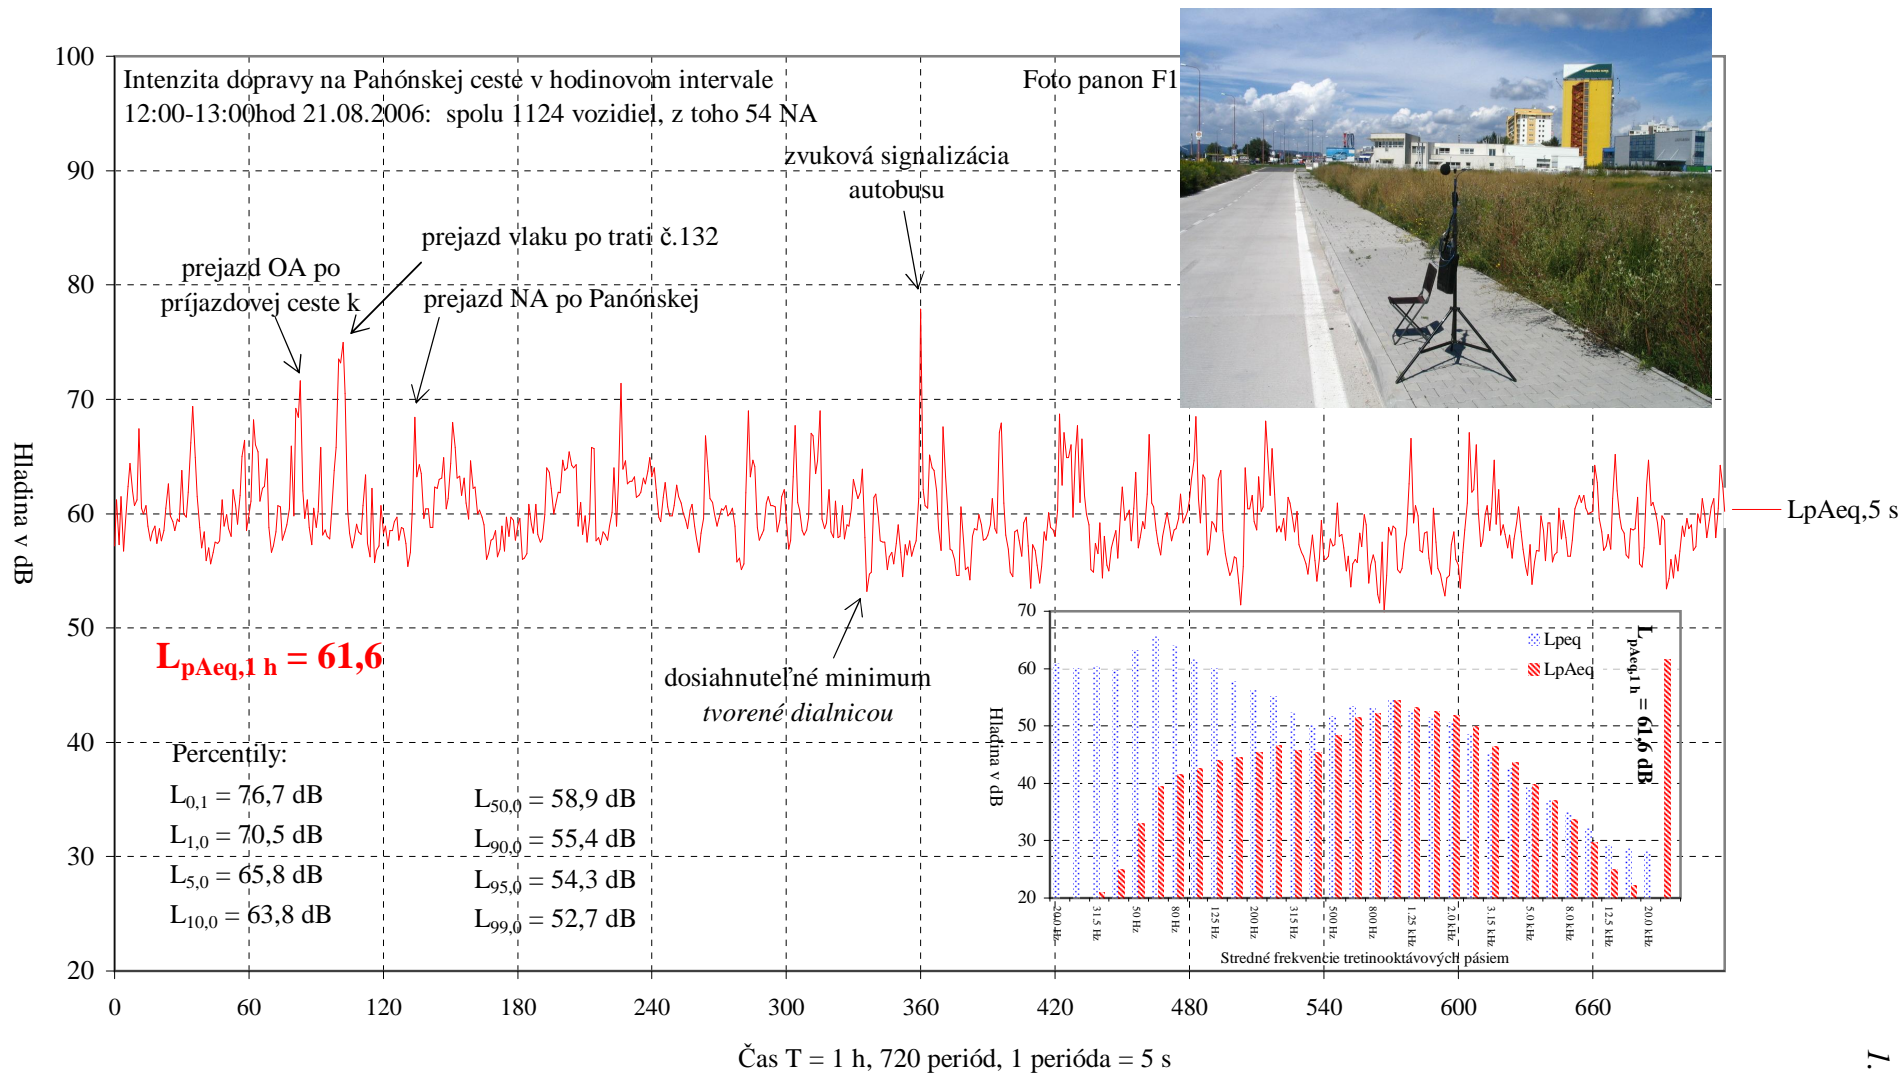 Intenzita dopravy na Panónskej ceste v hodinovom intervale
12:00-13:00hod 21.08.2006:  spolu 1124 vozidiel, z toho 54 NA
Foto panon F1
zvuková signalizácia
autobusu
prejazd vlaku po trati č.132
prejazd OA po
príjazdovej ceste k
prejazd NA po Panónskej
dosiahnuteľné minimum
tvorené dialnicou
LpAeq,1 h = 61,6
Percentily:
L0,1 = 76,7 dB
L1,0 = 70,5 dB
L5,0 = 65,8 dB
L10,0 = 63,8 dB
L50,0 = 58,9 dB
L90,0 = 55,4 dB
L95,0 = 54,3 dB
L99,0 = 52,7 dB
Hladina v dB
100
90
80
70
60
50
40
30
20
0 60 120 180 240 300 360 420 480 540 600 660
Čas T = 1 h, 720 periód, 1 perióda = 5 s
LpAeq,5 s
Lpeq
LpAeq
LpAeq,1 h = 61,6 dB
Hladina v dB
70
60
50
40
30
20
20.0 Hz 31.5 Hz 50 Hz 80 Hz 125 Hz 200 Hz 315 Hz 500 Hz 800 Hz 1.25 kHz 2.0 kHz 3.15 kHz 5.0 kHz 8.0 kHz 12.5 kHz 20.0 kHz
Stredné frekvencie tretinooktávových pásiem